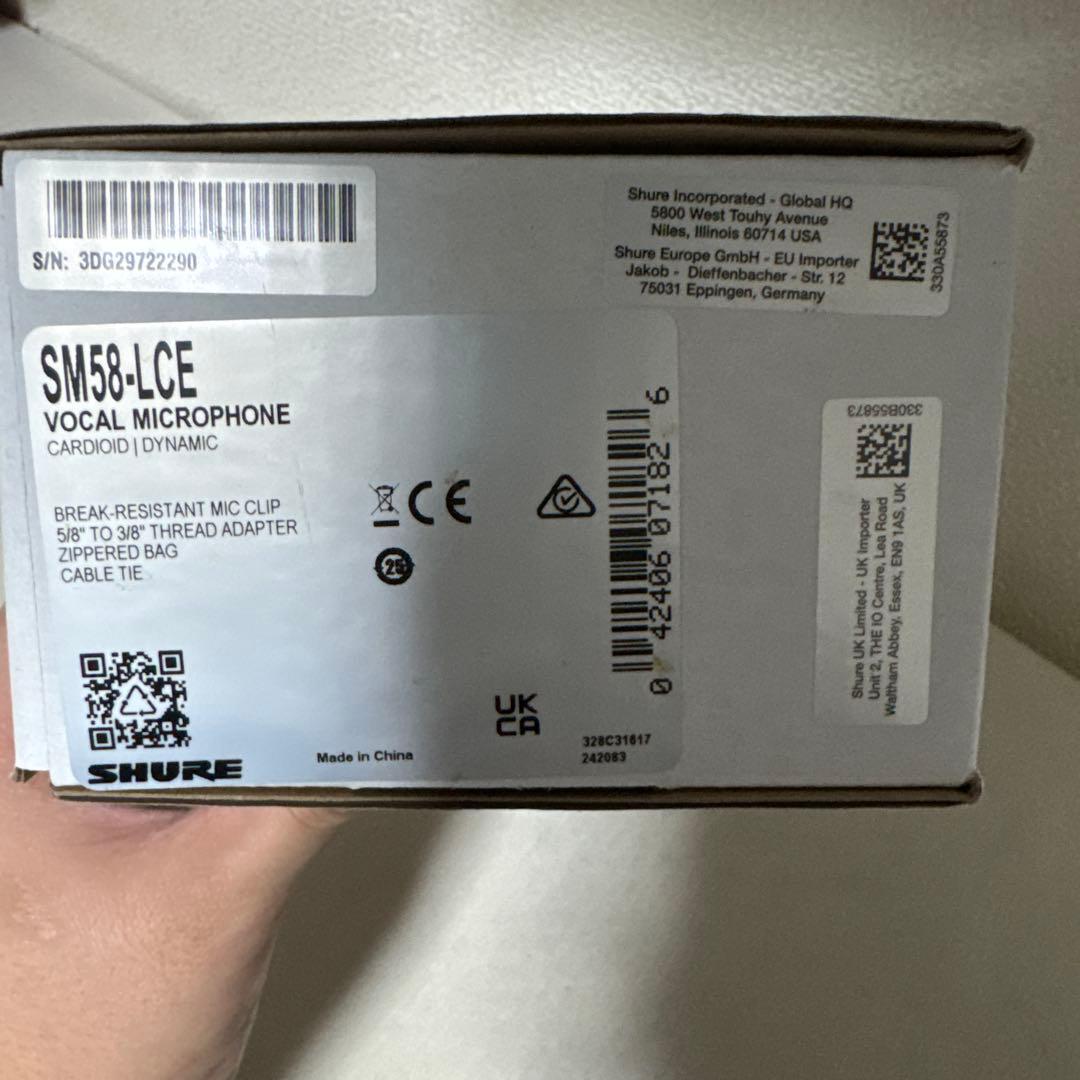 S/N: 3DG29722290
Shure Incorporated - Global HQ
5800 West Touhy Avenue
Niles, Illinois 60714 USA
Shure Europe GmbH - EU Importer
Jakob - Dieffenbacher - Str. 12
75031 Eppingen, Germany
330A55873
SM58-LCE
VOCAL MICROPHONE
CARDIOID | DYNAMIC
BREAK-RESISTANT MIC CLIP
5/8" TO 3/8" THREAD ADAPTER
ZIPPERED BAG
CABLE TIE
CE
25
0 42406 07182 6
330B55873
Shure UK Limited - UK Importer
Unit 2, THE IO Centre, Lea Road
Waltham Abbey, Essex, EN9 1AS, UK
UK
CA
SHURE
Made in China
328C31617
242083